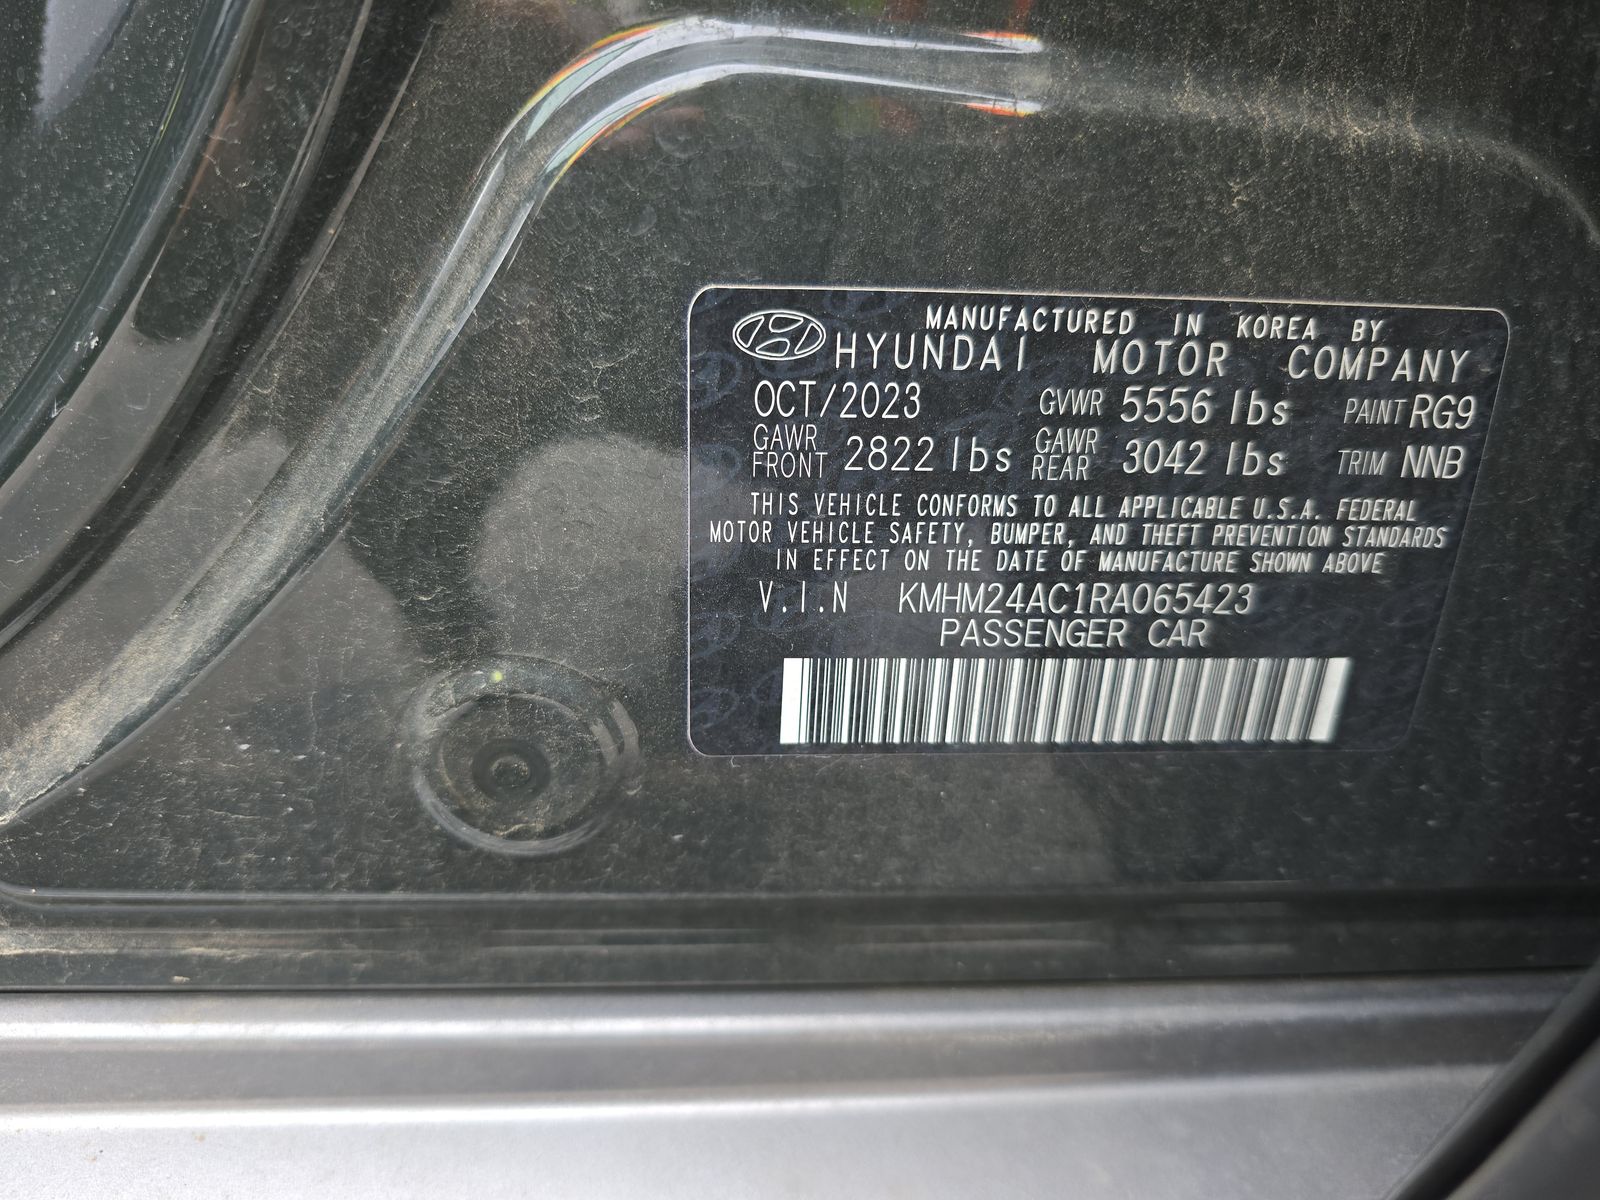 MANUFACTURED IN KOREA BY
HYUNDAI MOTOR COMPANY
OCT/2023 GVWR 5556 lbs PAINT RG9
GAWR FRONT 2822 lbs GAWR REAR 3042 lbs TRIM NNB
THIS VEHICLE CONFORMS TO ALL APPLICABLE U.S.A. FEDERAL
MOTOR VEHICLE SAFETY, BUMPER, AND THEFT PREVENTION STANDARDS
IN EFFECT ON THE DATE OF MANUFACTURE SHOWN ABOVE
V.I.N KMHM24AC1RA065423
PASSENGER CAR